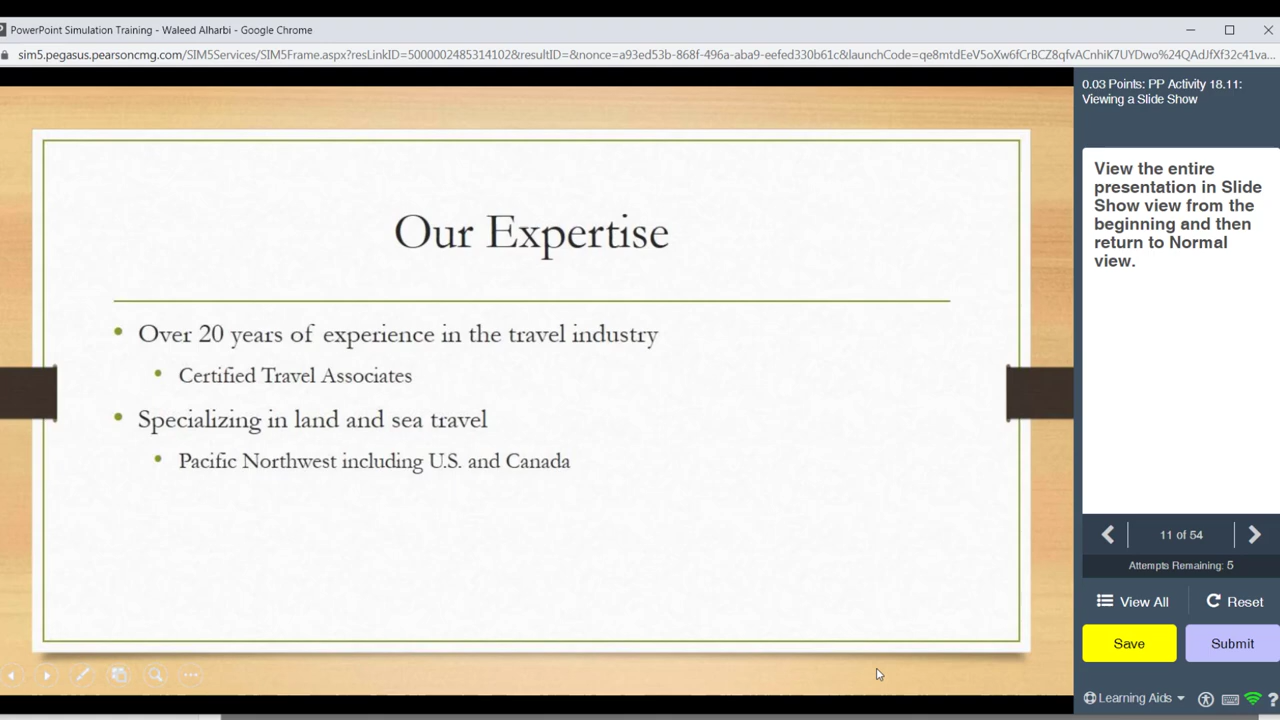 PowerPoint Simulation Training - Waleed Alharbi - Google Chrome
sim5.pegasus.pearsoncmg.com/SIM5Services/SIM5Frame.aspx?resLinkID=5000002485314102&resultID=&nonce=a93ed53b-868f-496a-aba9-eefed330b61c&launchCode=qe8mtdEeV5oXw6fCrBCZ8qfvACnhiK7UYDwo%24QAdJfXf32c41va...
0.03 Points: PP Activity 18.11:
Viewing a Slide Show
View the entire
presentation in Slide
Show view from the
beginning and then
return to Normal
view.
Our Expertise
• Over 20 years of experience in the travel industry
• Certified Travel Associates
• Specializing in land and sea travel
• Pacific Northwest including U.S. and Canada
11 of 54
Attempts Remaining: 5
View All
Reset
Save
Submit
Learning Aids
?